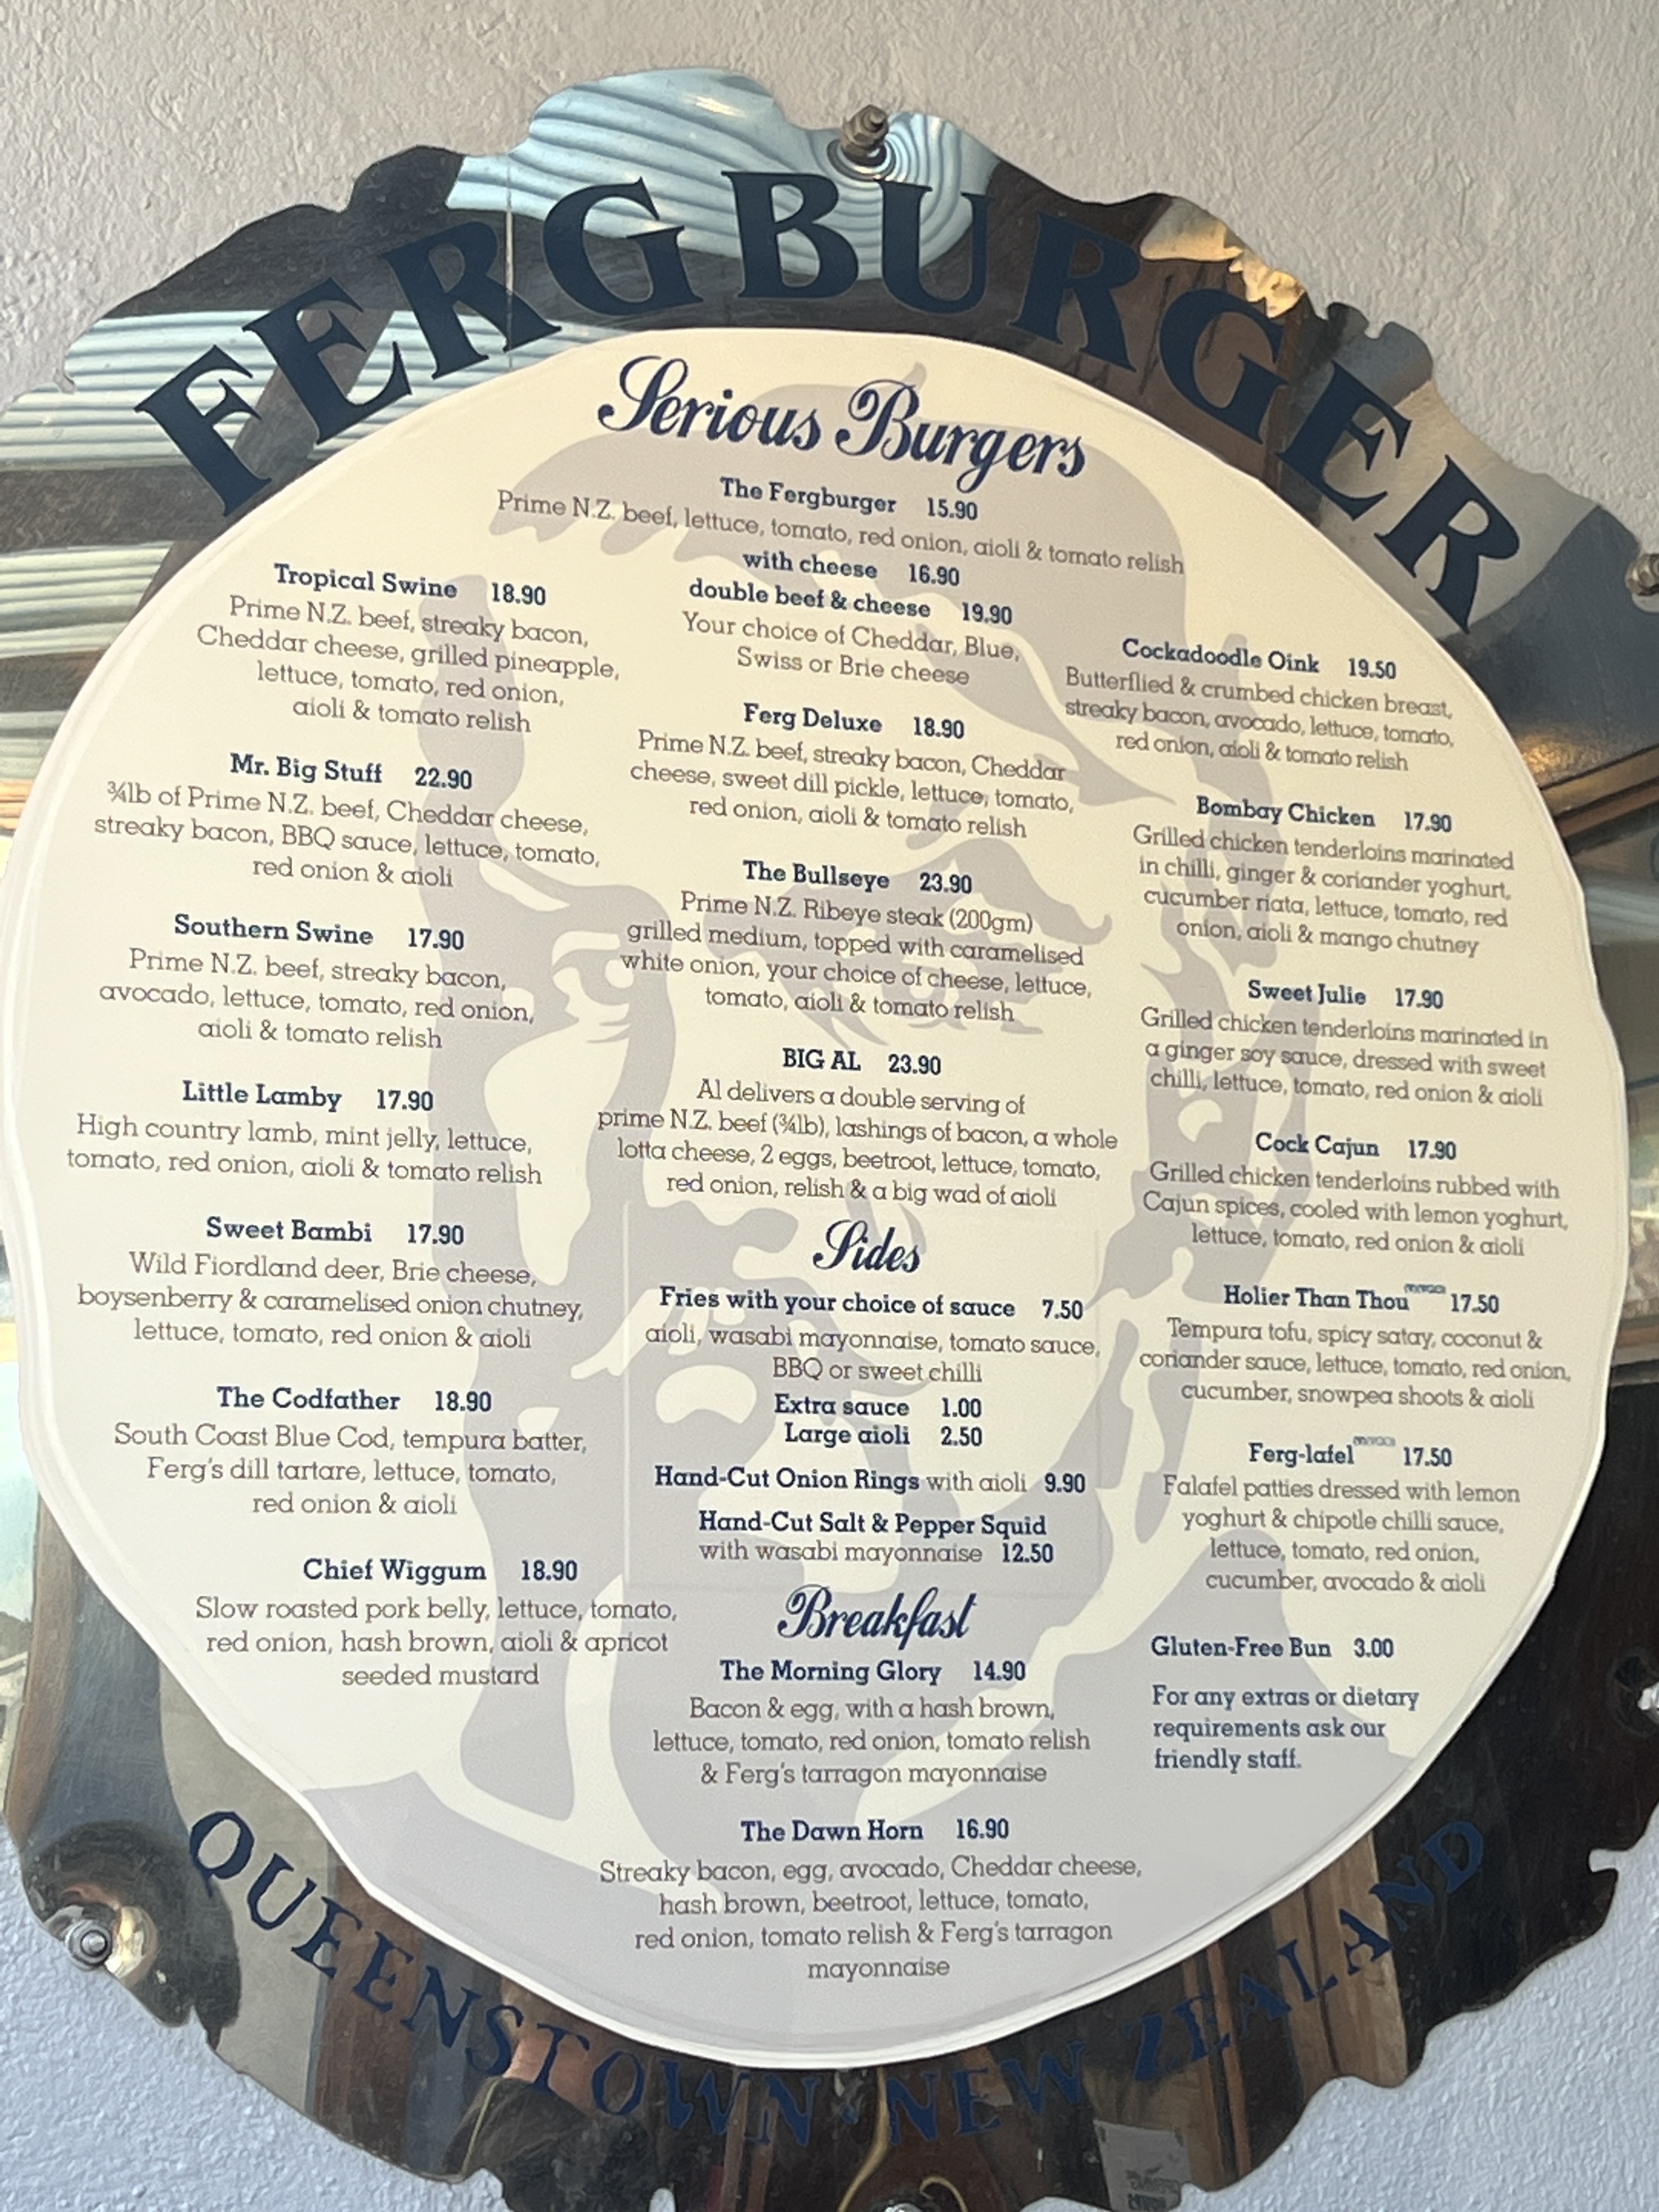 FERGBURGER
Serious Burgers
The Fergburger 15.90
Prime N.Z. beef, lettuce, tomato, red onion, aioli & tomato relish
with cheese 16.90
double beef & cheese 19.90
Your choice of Cheddar, Blue,
Swiss or Brie cheese
Ferg Deluxe 18.90
Prime N.Z. beef, streaky bacon, Cheddar
cheese, sweet dill pickle, lettuce, tomato,
red onion, aioli & tomato relish
The Bullseye 23.90
Prime N.Z. Ribeye steak (200gm)
grilled medium, topped with caramelised
white onion, your choice of cheese, lettuce,
tomato, aioli & tomato relish
BIG AL 23.90
Al delivers a double serving of
prime N.Z. beef (¾lb), lashings of bacon, a whole
lotta cheese, 2 eggs, beetroot, lettuce, tomato,
red onion, relish & a big wad of aioli
Tropical Swine 18.90
Prime N.Z. beef, streaky bacon,
Cheddar cheese, grilled pineapple,
lettuce, tomato, red onion,
aioli & tomato relish
Mr. Big Stuff 22.90
¾lb of Prime N.Z. beef, Cheddar cheese,
streaky bacon, BBQ sauce, lettuce, tomato,
red onion & aioli
Southern Swine 17.90
Prime N.Z. beef, streaky bacon,
avocado, lettuce, tomato, red onion,
aioli & tomato relish
Little Lamby 17.90
High country lamb, mint jelly, lettuce,
tomato, red onion, aioli & tomato relish
Sweet Bambi 17.90
Wild Fiordland deer, Brie cheese,
boysenberry & caramelised onion chutney,
lettuce, tomato, red onion & aioli
The Codfather 18.90
South Coast Blue Cod, tempura batter,
Ferg's dill tartare, lettuce, tomato,
red onion & aioli
Chief Wiggum 18.90
Slow roasted pork belly, lettuce, tomato,
red onion, hash brown, aioli & apricot
seeded mustard
Cockadoodle Oink 19.50
Butterflied & crumbed chicken breast,
streaky bacon, avocado, lettuce, tomato,
red onion, aioli & tomato relish
Bombay Chicken 17.90
Grilled chicken tenderloins marinated
in chilli, ginger & coriander yoghurt,
cucumber riata, lettuce, tomato, red
onion, aioli & mango chutney
Sweet Julie 17.90
Grilled chicken tenderloins marinated in
a ginger soy sauce, dressed with sweet
chilli, lettuce, tomato, red onion & aioli
Cock Cajun 17.90
Grilled chicken tenderloins rubbed with
Cajun spices, cooled with lemon yoghurt,
lettuce, tomato, red onion & aioli
Holier Than Thou 17.50
Tempura tofu, spicy satay, coconut &
coriander sauce, lettuce, tomato, red onion,
cucumber, snowpea shoots & aioli
Ferg-lafel 17.50
Falafel patties dressed with lemon
yoghurt & chipotle chilli sauce,
lettuce, tomato, red onion,
cucumber, avocado & aioli
Gluten-Free Bun 3.00
For any extras or dietary
requirements ask our
friendly staff.
Sides
Fries with your choice of sauce 7.50
aioli, wasabi mayonnaise, tomato sauce,
BBQ or sweet chilli
Extra sauce 1.00
Large aioli 2.50
Hand-Cut Onion Rings with aioli 9.90
Hand-Cut Salt & Pepper Squid
with wasabi mayonnaise 12.50
Breakfast
The Morning Glory 14.90
Bacon & egg, with a hash brown,
lettuce, tomato, red onion, tomato relish
& Ferg's tarragon mayonnaise
The Dawn Horn 16.90
Streaky bacon, egg, avocado, Cheddar cheese,
hash brown, beetroot, lettuce, tomato,
red onion, tomato relish & Ferg's tarragon
mayonnaise
QUEENSTOWN · NEW ZEALAND